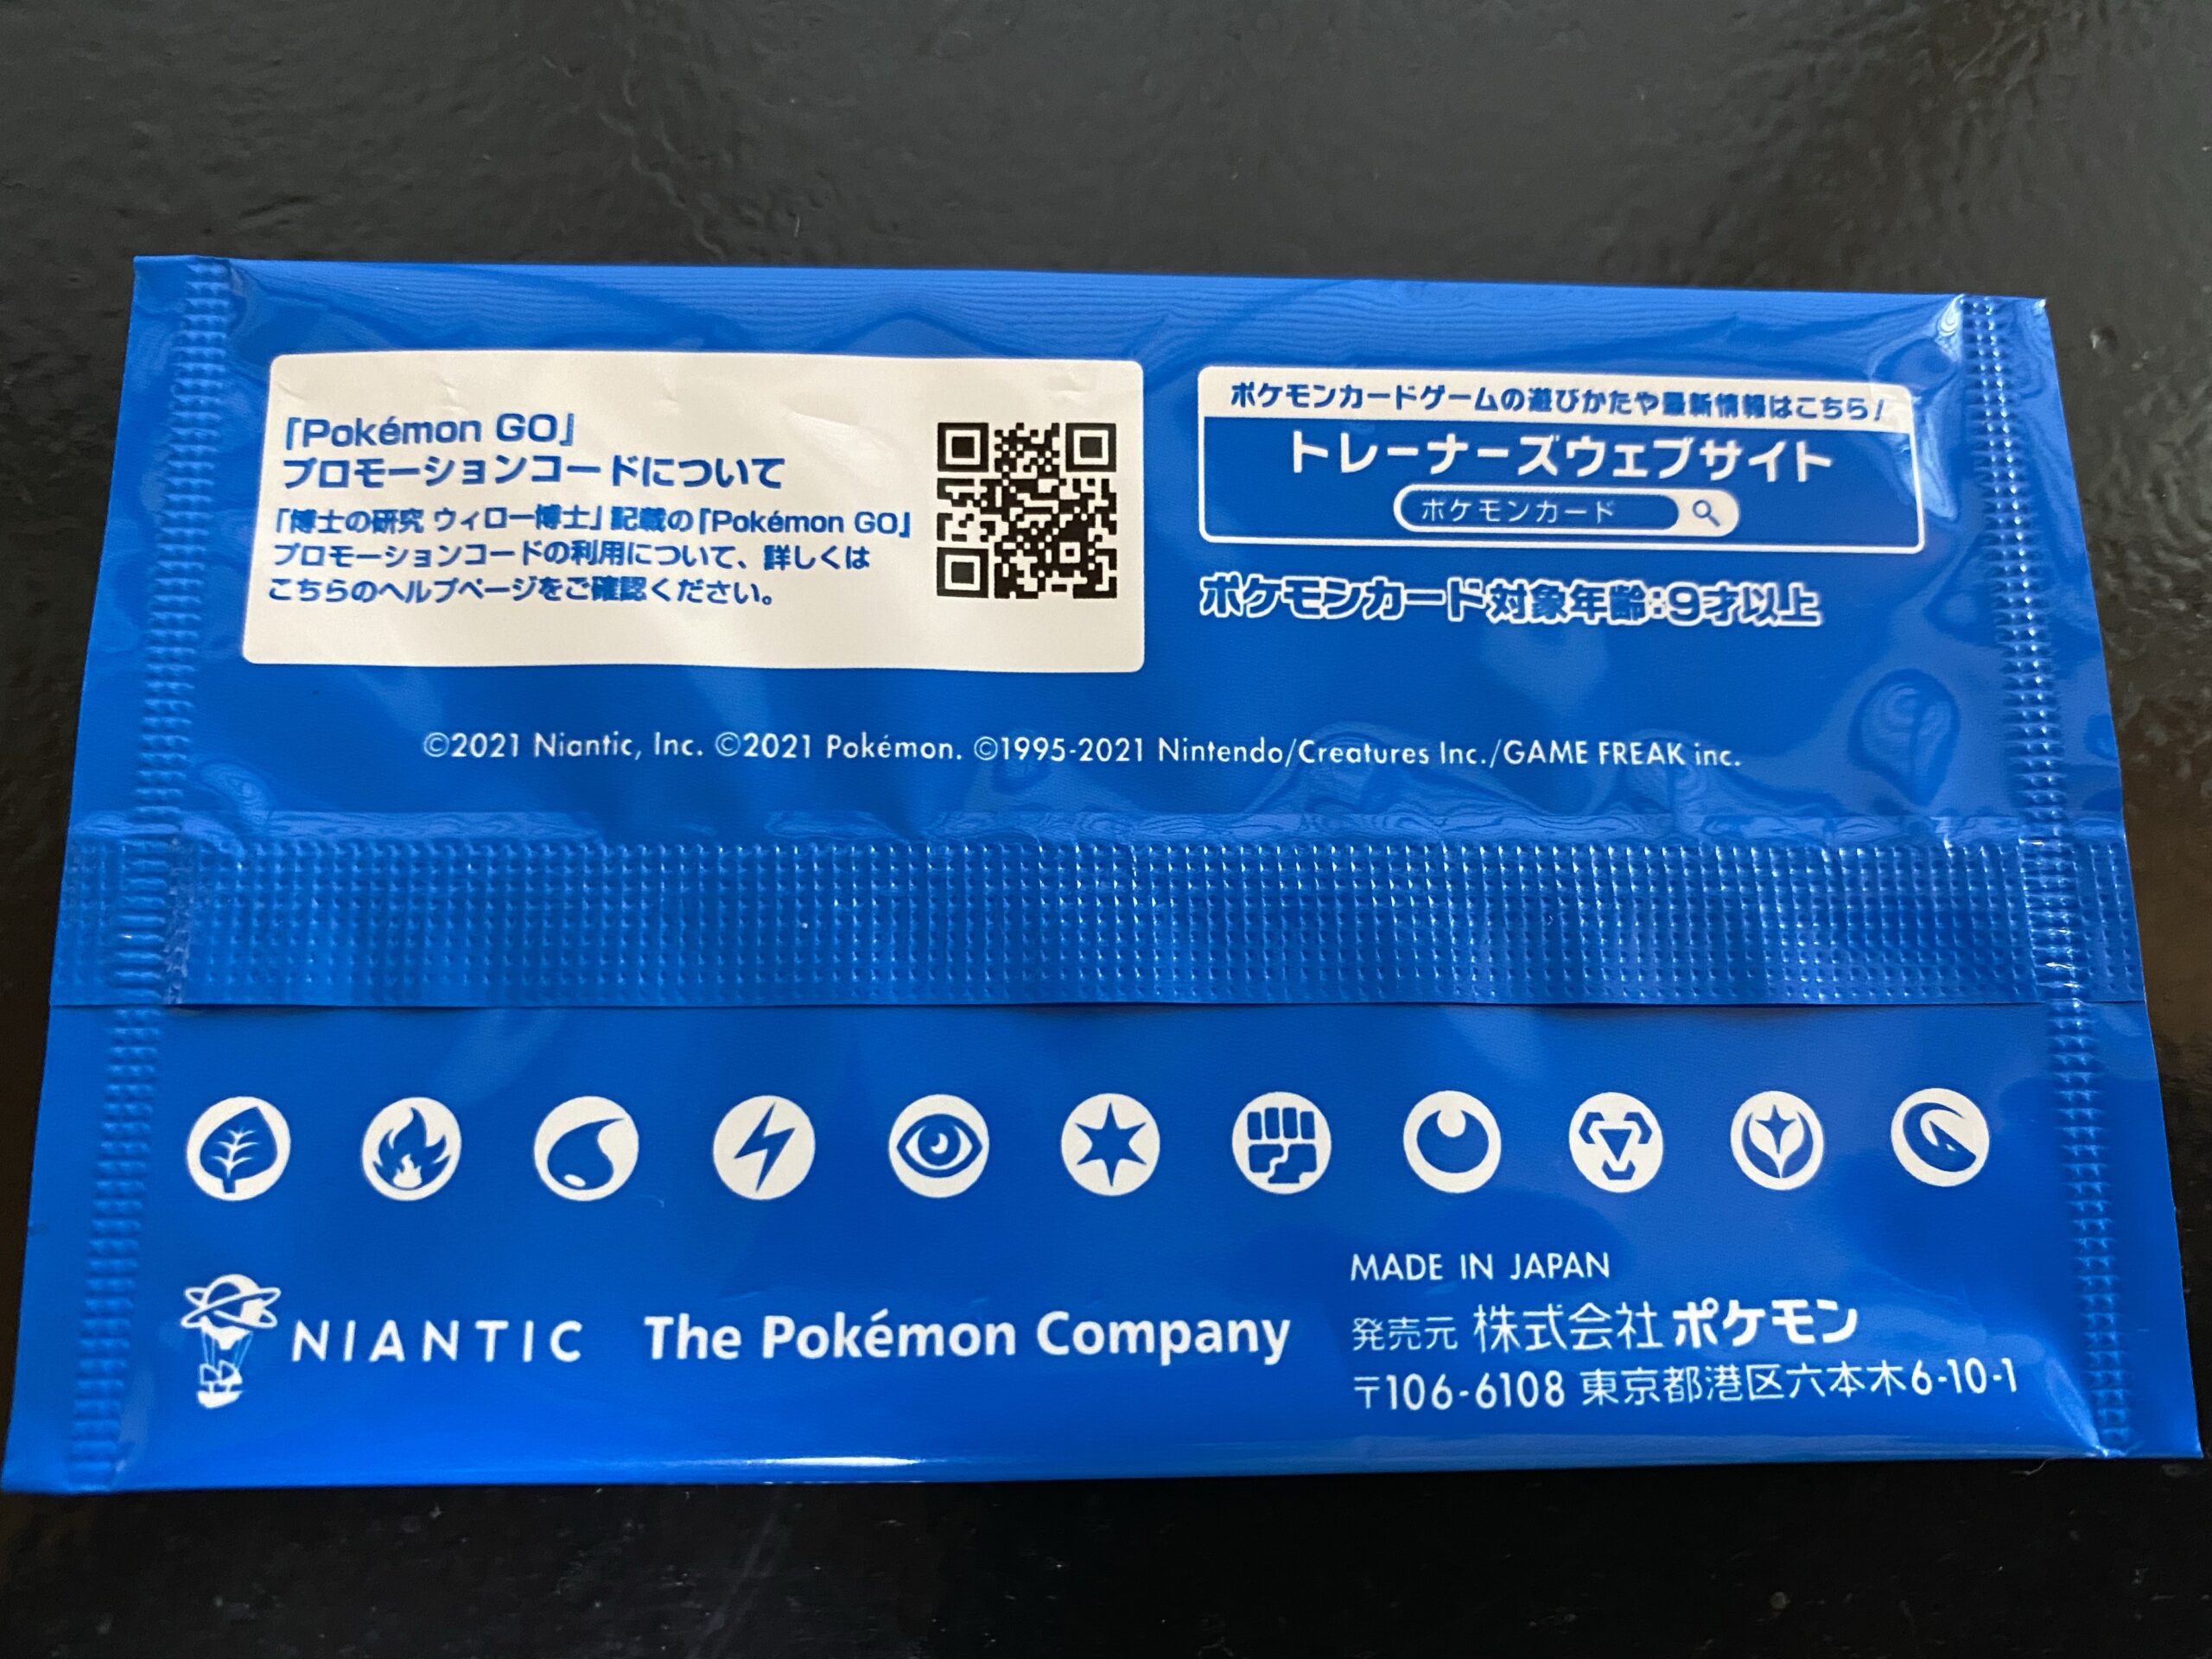 「Pokémon GO」
プロモーションコードについて
「博士の研究 ウィロー博士」記載の「Pokémon GO」
プロモーションコードの利用について、詳しくは
こちらのヘルプページをご確認ください。
ポケモンカードゲームの遊びかたや最新情報はこちら!
トレーナーズウェブサイト
ポケモンカード
ポケモンカード対象年齢:9才以上
©2021 Niantic, Inc. ©2021 Pokémon. ©1995-2021 Nintendo/Creatures Inc./GAME FREAK inc.
NIANTIC
The Pokémon Company
MADE IN JAPAN
発売元 株式会社 ポケモン
〒106-6108 東京都港区六本木6-10-1